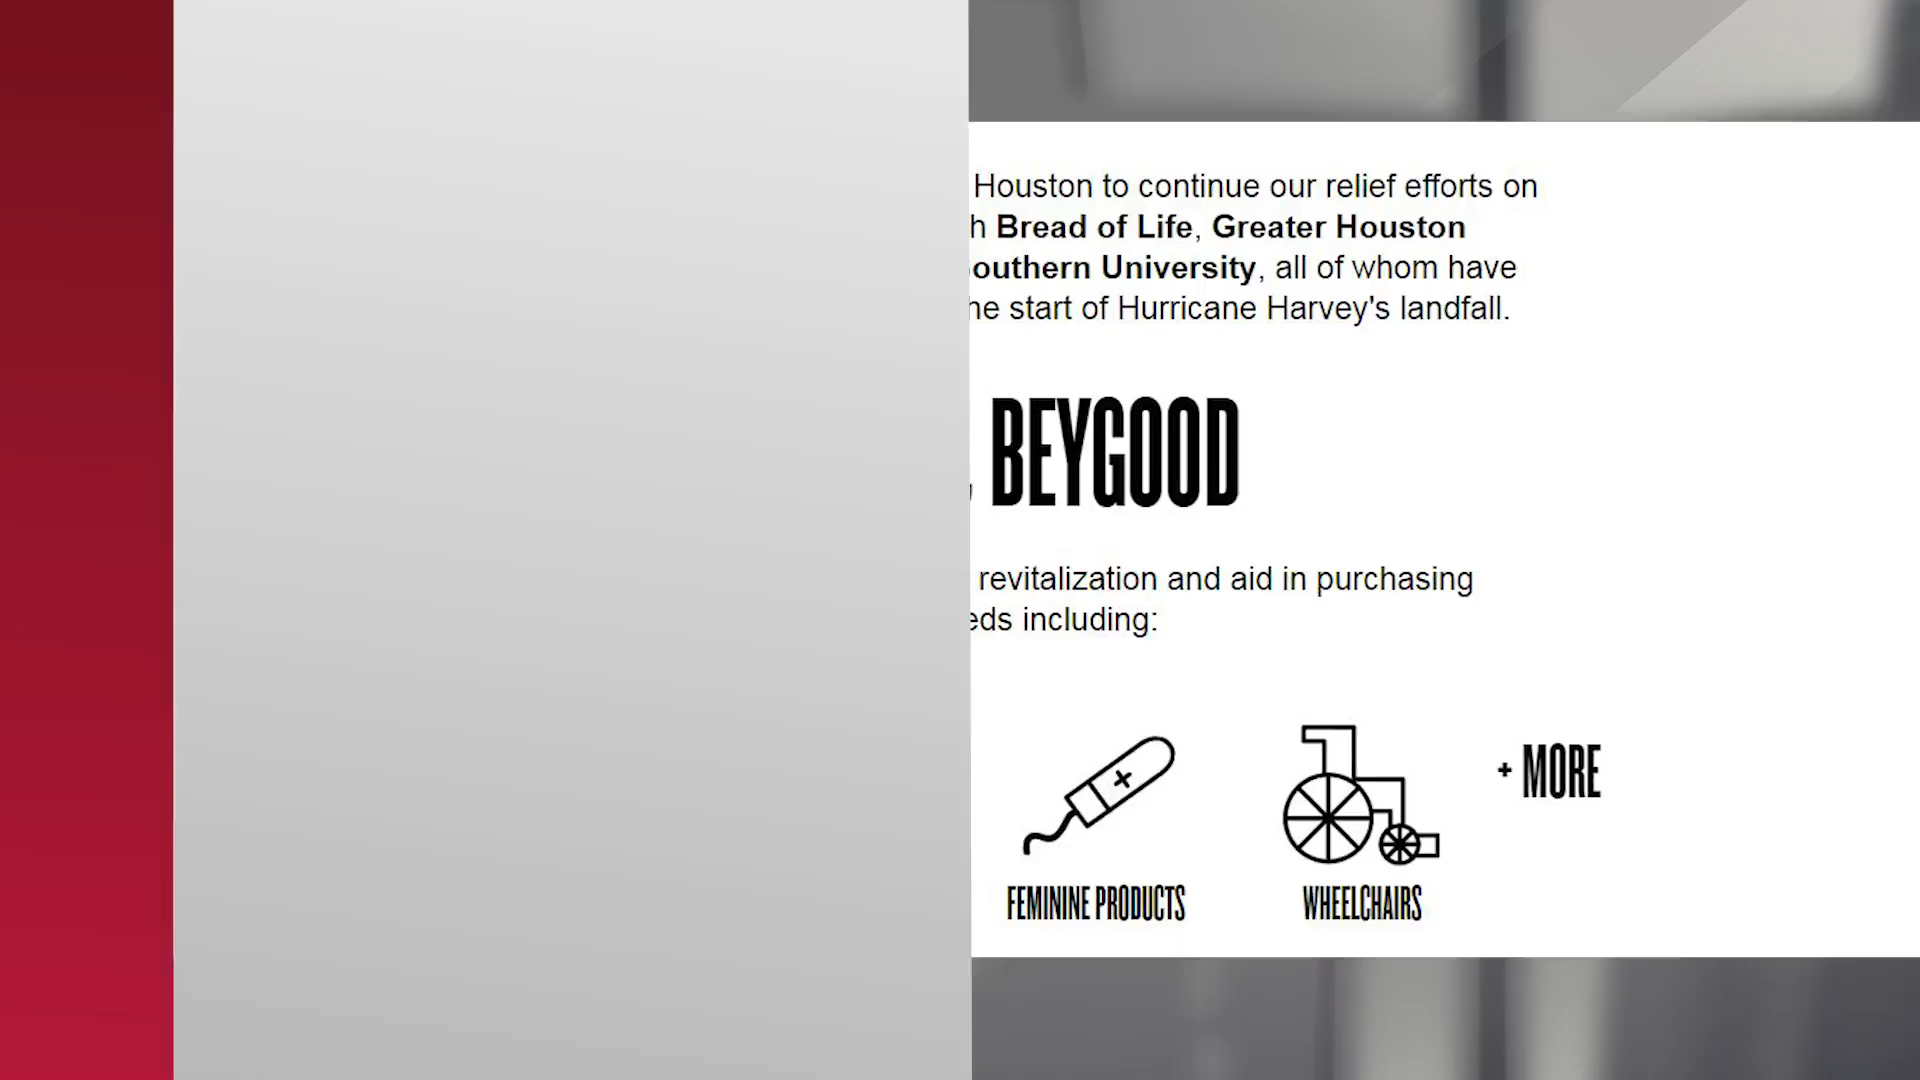 Houston to continue our relief efforts on
h Bread of Life, Greater Houston
outhern University, all of whom have
he start of Hurricane Harvey's landfall.
, BEYGOOD
revitalization and aid in purchasing
eds including:
+ MORE
FEMININE PRODUCTS
WHEELCHAIRS